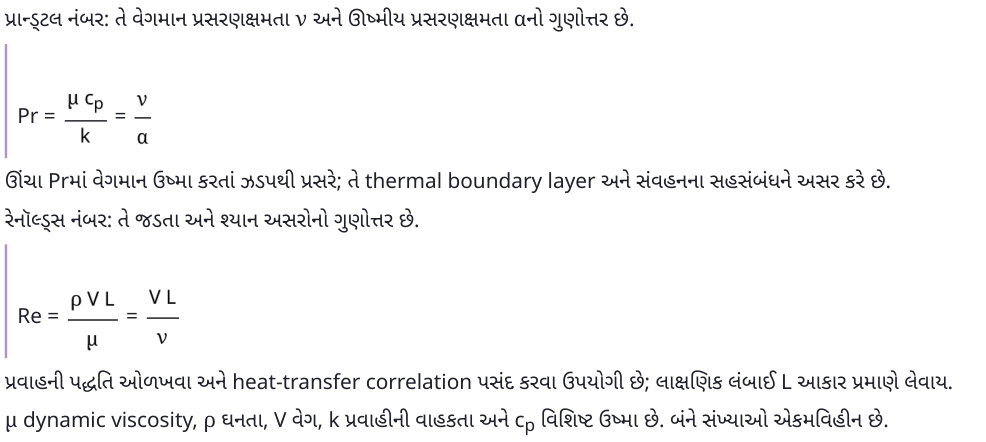 પ્રાન્ડ્ટલ નંબર: તે વેગમાન પ્રસરણક્ષમતા ν અને ઊષ્મીય પ્રસરણક્ષમતા αનો ગુણોત્તર છે.
Pr = μ cₚ / k = ν / α
ઊંચા Prમાં વેગમાન ઉષ્મા કરતાં ઝડપથી પ્રસરે; તે thermal boundary layer અને સંવહનના સહસંબંધને અસર કરે છે.
રેનૉલ્ડ્સ નંબર: તે જડતા અને શ્યાન અસરોનો ગુણોત્તર છે.
Re = ρ V L / μ = V L / ν
પ્રવાહની પદ્ધતિ ઓળખવા અને heat-transfer correlation પસંદ કરવા ઉપયોગી છે; લાક્ષણિક લંબાઈ L આકાર પ્રમાણે લેવાય.
μ dynamic viscosity, ρ ઘનતા, V વેગ, k પ્રવાહીની વાહકતા અને cₚ વિશિષ્ટ ઉષ્મા છે. બંને સંખ્યાઓ એકમવિહીન છે.